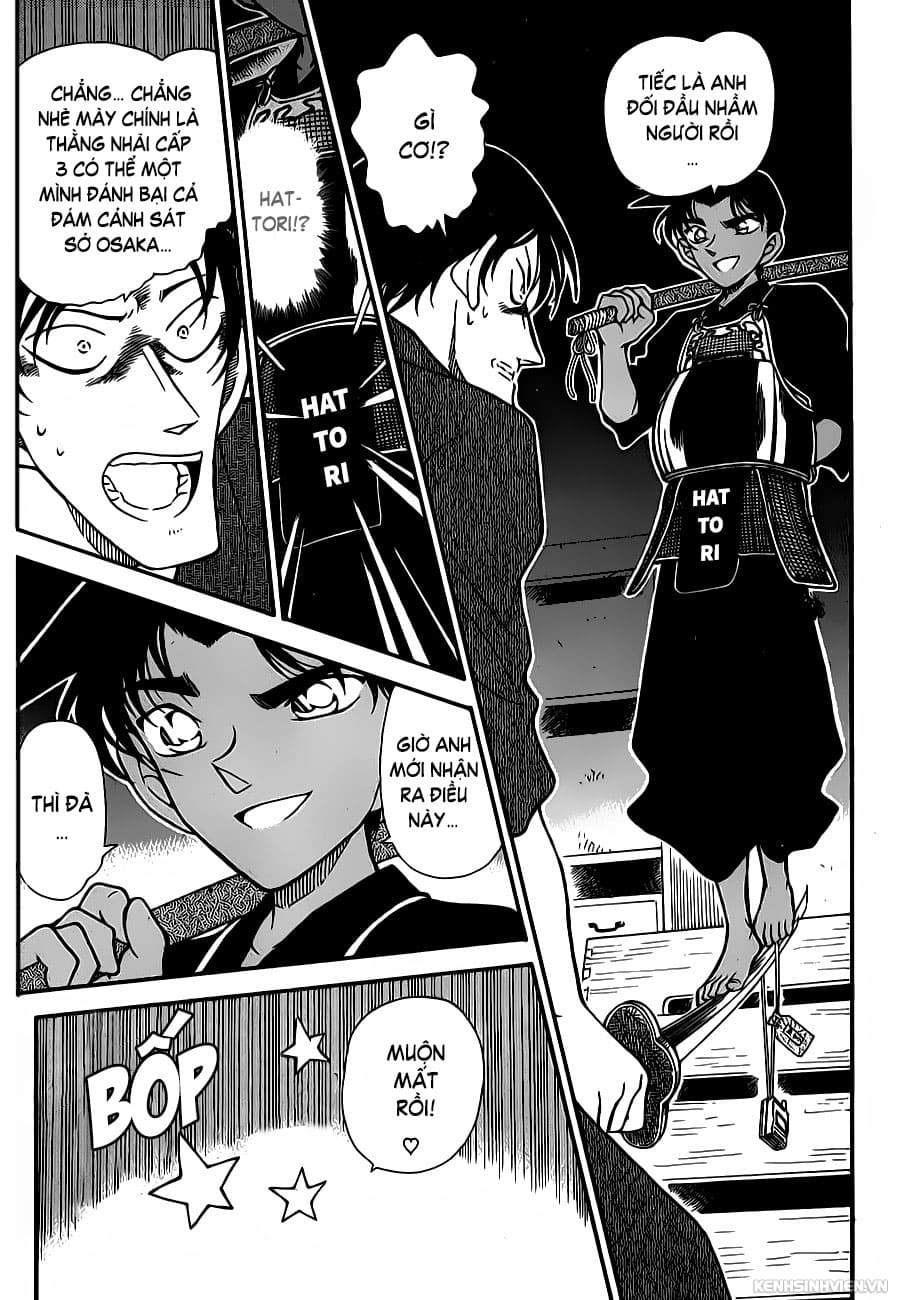 TIẾC LÀ ANH
ĐỐI ĐẦU NHẦM
NGƯỜI RỒI
...
GÌ
CƠ!?
HAT
TO
RI
HAT-
TORI!?
HAT
TO
RI
CHẲNG... CHẲNG
NHẼ MÀY CHÍNH LÀ
THẰNG NHÃI CẤP
3 CÓ THỂ MỘT
MÌNH ĐÁNH BẠI CẢ
ĐÁM CẢNH SÁT
SỞ OSAKA...
GIỜ ANH
MỚI NHẬN
RA ĐIỀU
NÀY...
THÌ ĐÃ
...
MUỘN
MẤT
RỒI!
♡
BỐP
KENHSINHVIEN.VN